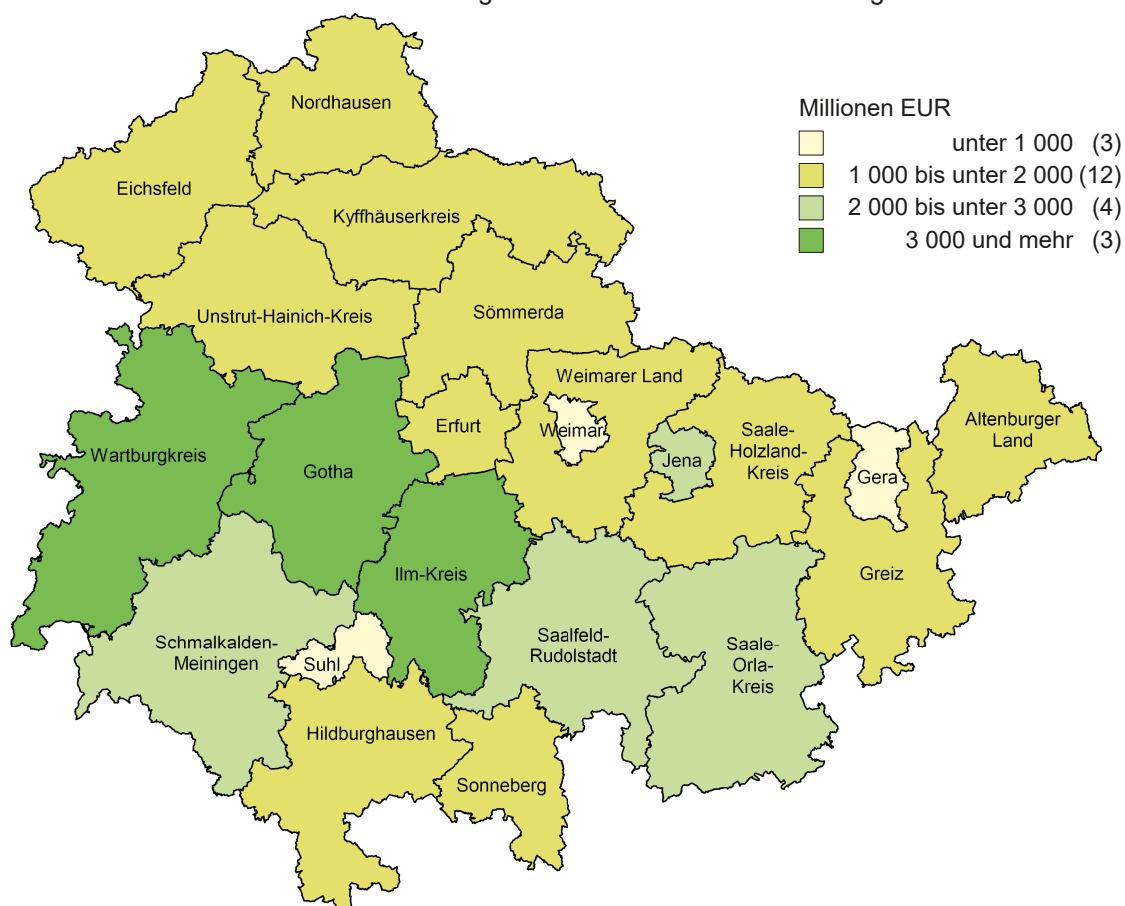 Millionen EUR
unter 1 000 (3)
1 000 bis unter 2 000 (12)
2 000 bis unter 3 000 (4)
3 000 und mehr (3)
Nordhausen
Eichsfeld
Kyffhäuserkreis
Unstrut-Hainich-Kreis
Sömmerda
Weimarer Land
Erfurt
Weimar
Jena
Saale-
Holzland-
Kreis
Gera
Altenburger
Land
Wartburgkreis
Gotha
Ilm-Kreis
Greiz
Schmalkalden-
Meiningen
Suhl
Saalfeld-
Rudolstadt
Saale-
Orla-
Kreis
Hildburghausen
Sonneberg